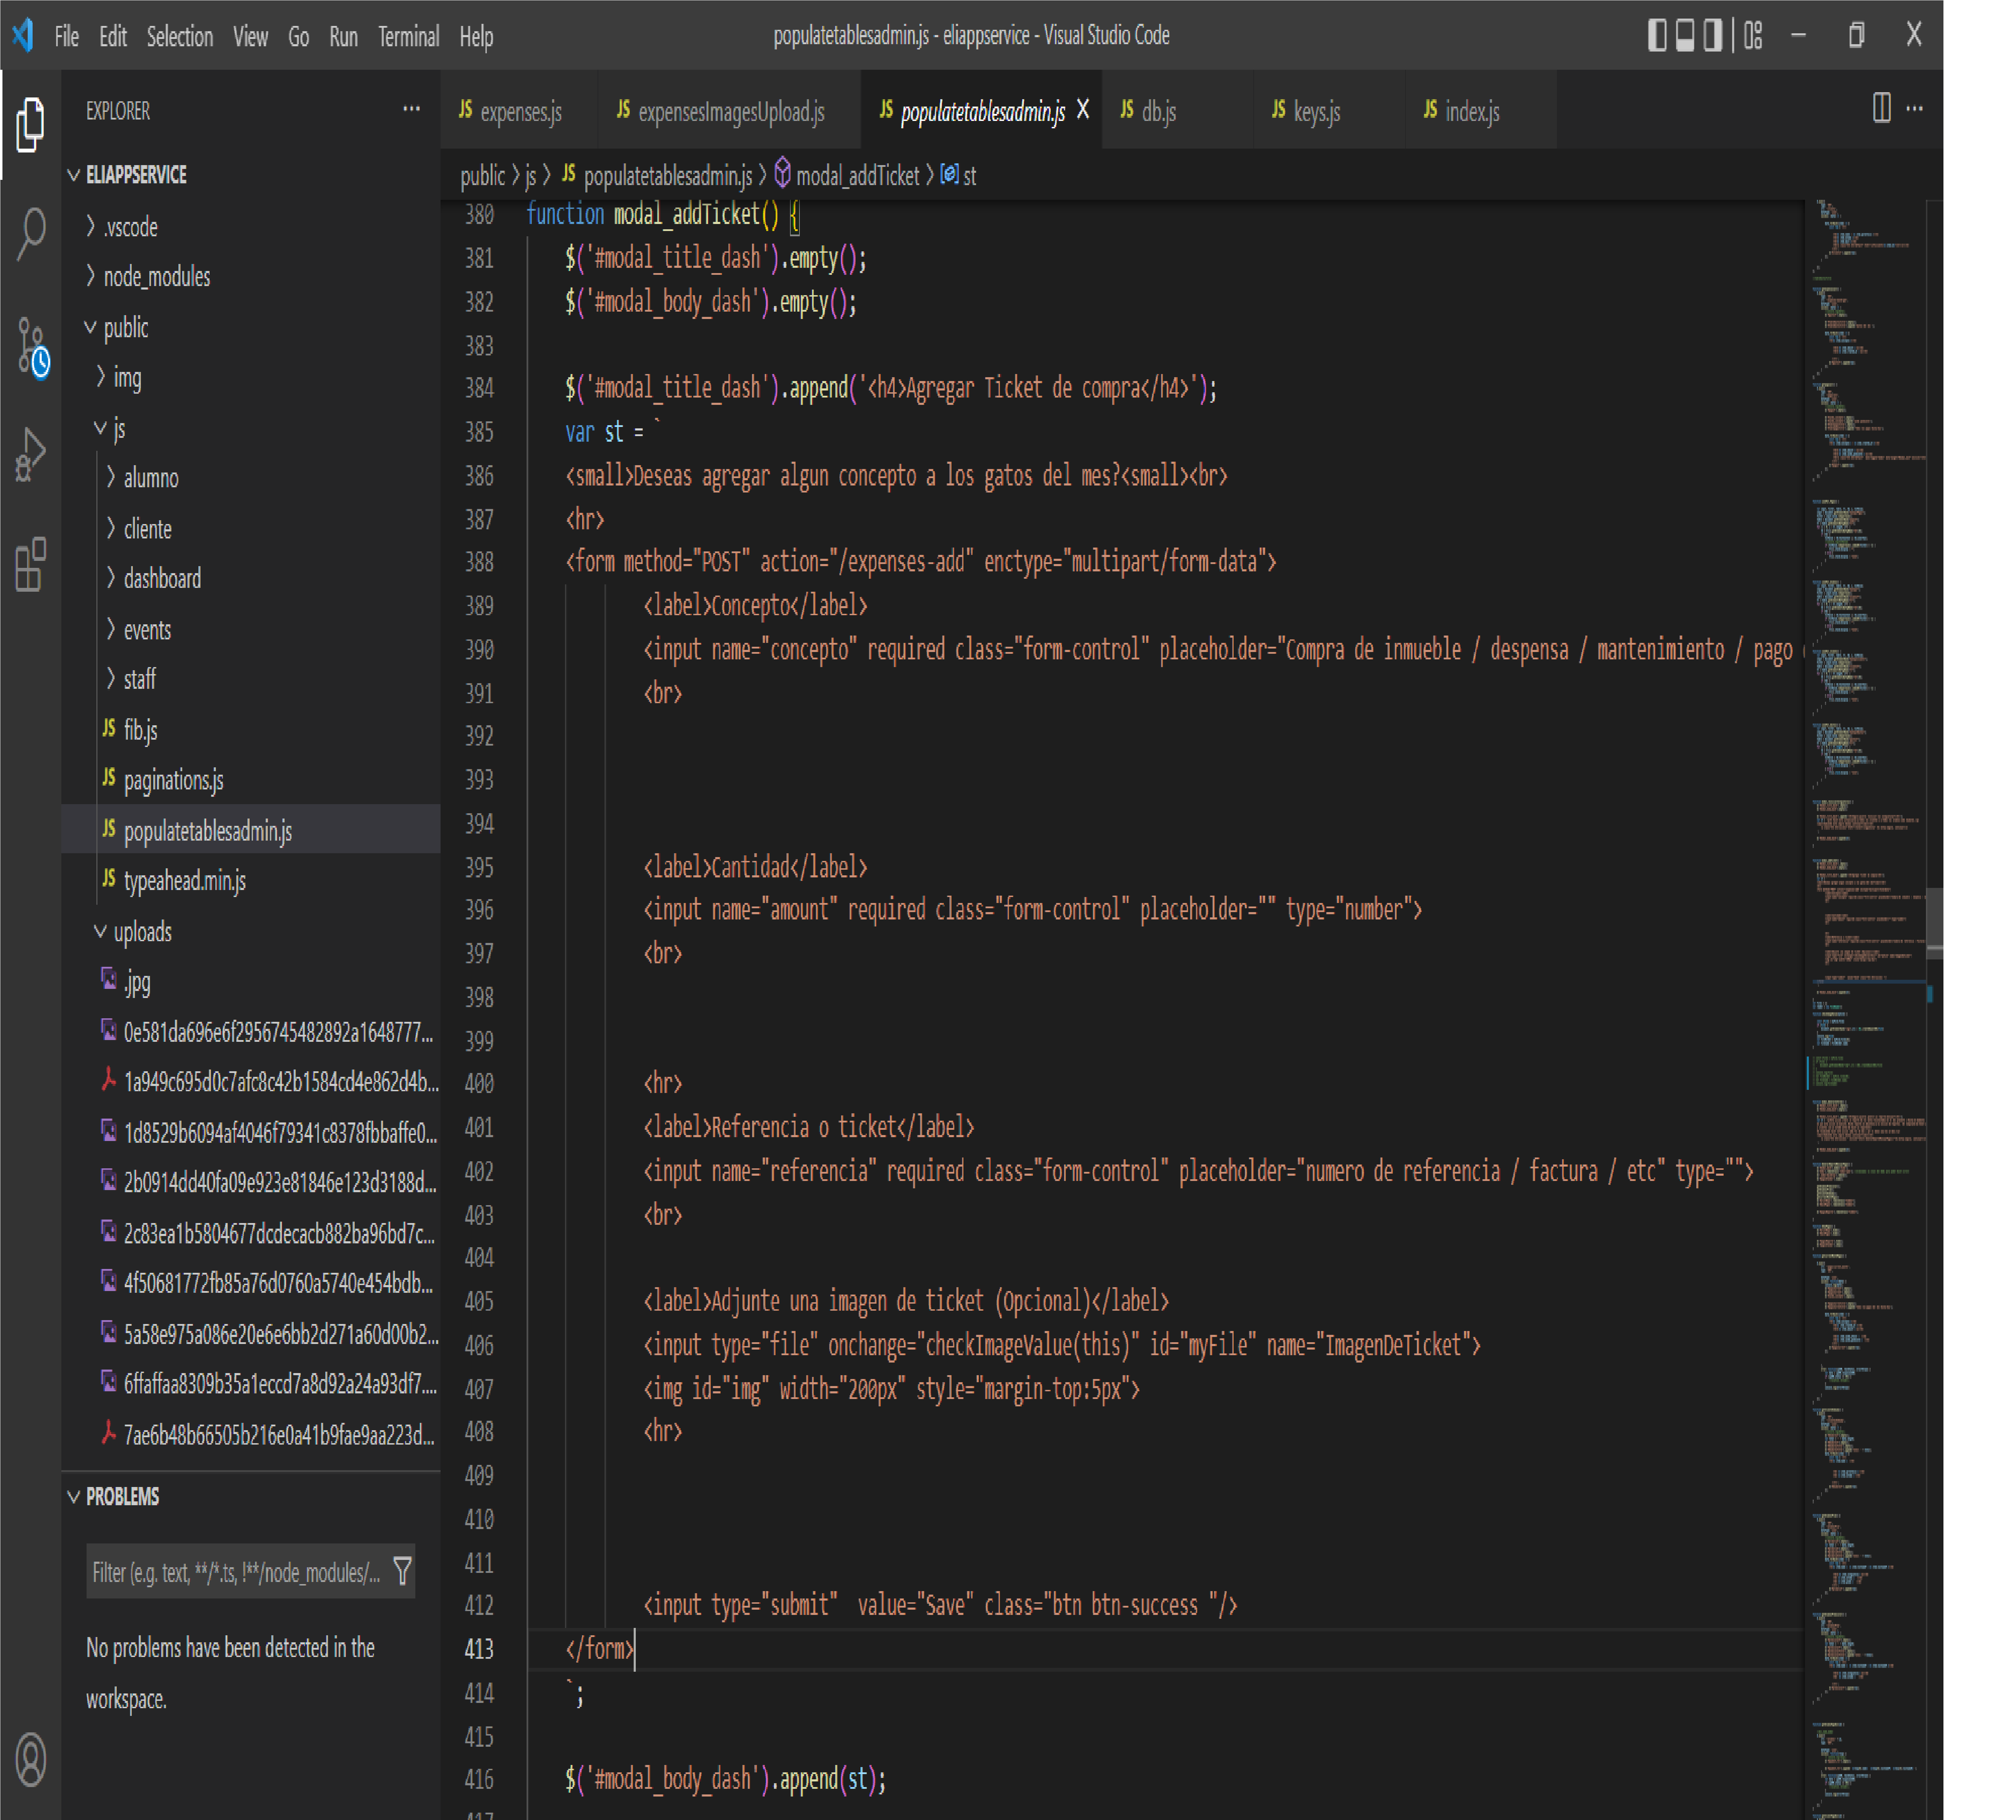 File Edit Selection View Go Run Terminal Help
populatetablesadmin.js - eliappservice - Visual Studio Code
EXPLORER
ELIAPPSERVICE
.vscode
node_modules
public
img
js
alumno
cliente
dashboard
events
staff
JS fib.js
JS paginations.js
JS populatetablesadmin.js
JS typeahead.min.js
uploads
.jpg
0e581da696e6f2956745482892a1648777...
1a949c695d0c7afc8c42b1584cd4e862d4b...
1d8529b6094af4046f79341c8378fbbaffe0...
2b0914dd40fa09e923e81846e123d3188d...
2c83ea1b5804677dcdecacb882ba96bd7c...
4f50681772fb85a76d0760a5740e454bdb...
5a58e975a086e20e6e6bb2d271a60d00b2...
6ffaffaa8309b35a1eccd7a8d92a24a93df7....
7ae6b48b66505b216e0a41b9fae9aa223d...
PROBLEMS
Filter (e.g. text, **/*.ts, !**/node_modules/...
No problems have been detected in the
workspace.
JS expenses.js JS expensesImagesUpload.js JS populatetablesadmin.js JS db.js JS keys.js JS index.js
public > js > JS populatetablesadmin.js > modal_addTicket > st
380 function modal_addTicket() {
381 $('#modal_title_dash').empty();
382 $('#modal_body_dash').empty();
383
384 $('#modal_title_dash').append('<h4>Agregar Ticket de compra</h4>');
385 var st = `
386 <small>Deseas agregar algun concepto a los gatos del mes?<small><br>
387 <hr>
388 <form method="POST" action="/expenses-add" enctype="multipart/form-data">
389 <label>Concepto</label>
390 <input name="concepto" required class="form-control" placeholder="Compra de inmueble / despensa / mantenimiento / pago
391 <br>
392
393
394
395 <label>Cantidad</label>
396 <input name="amount" required class="form-control" placeholder="" type="number">
397 <br>
398
399
400 <hr>
401 <label>Referencia o ticket</label>
402 <input name="referencia" required class="form-control" placeholder="numero de referencia / factura / etc" type="">
403 <br>
404
405 <label>Adjunte una imagen de ticket (Opcional)</label>
406 <input type="file" onchange="checkImageValue(this)" id="myFile" name="ImagenDeTicket">
407 <img id="img" width="200px" style="margin-top:5px">
408 <hr>
409
410
411
412 <input type="submit"  value="Save" class="btn btn-success "/>
413 </form>
414 `;
415
416 $('#modal_body_dash').append(st);
417